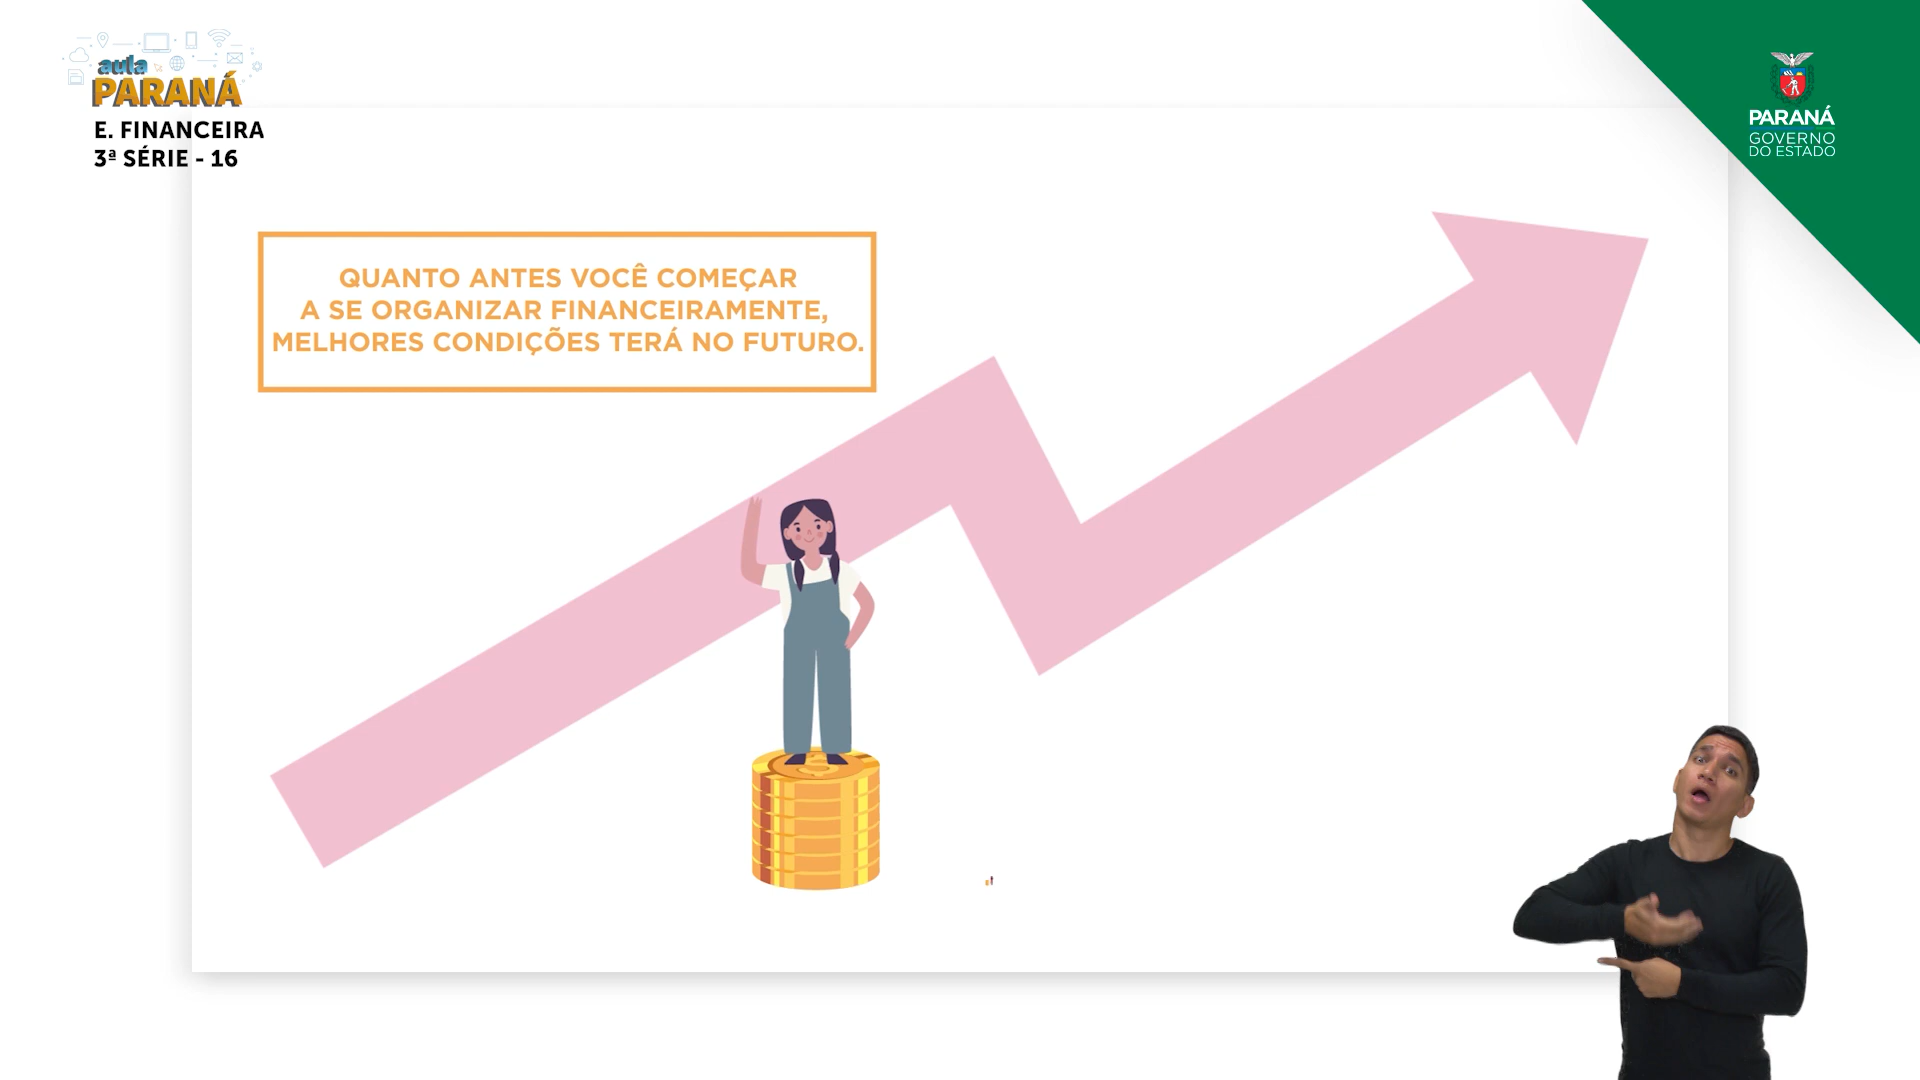 aula
PARANÁ
E. FINANCEIRA
3ª SÉRIE - 16
PARANÁ
GOVERNO
DO ESTADO
QUANTO ANTES VOCÊ COMEÇAR
A SE ORGANIZAR FINANCEIRAMENTE,
MELHORES CONDIÇÕES TERÁ NO FUTURO.